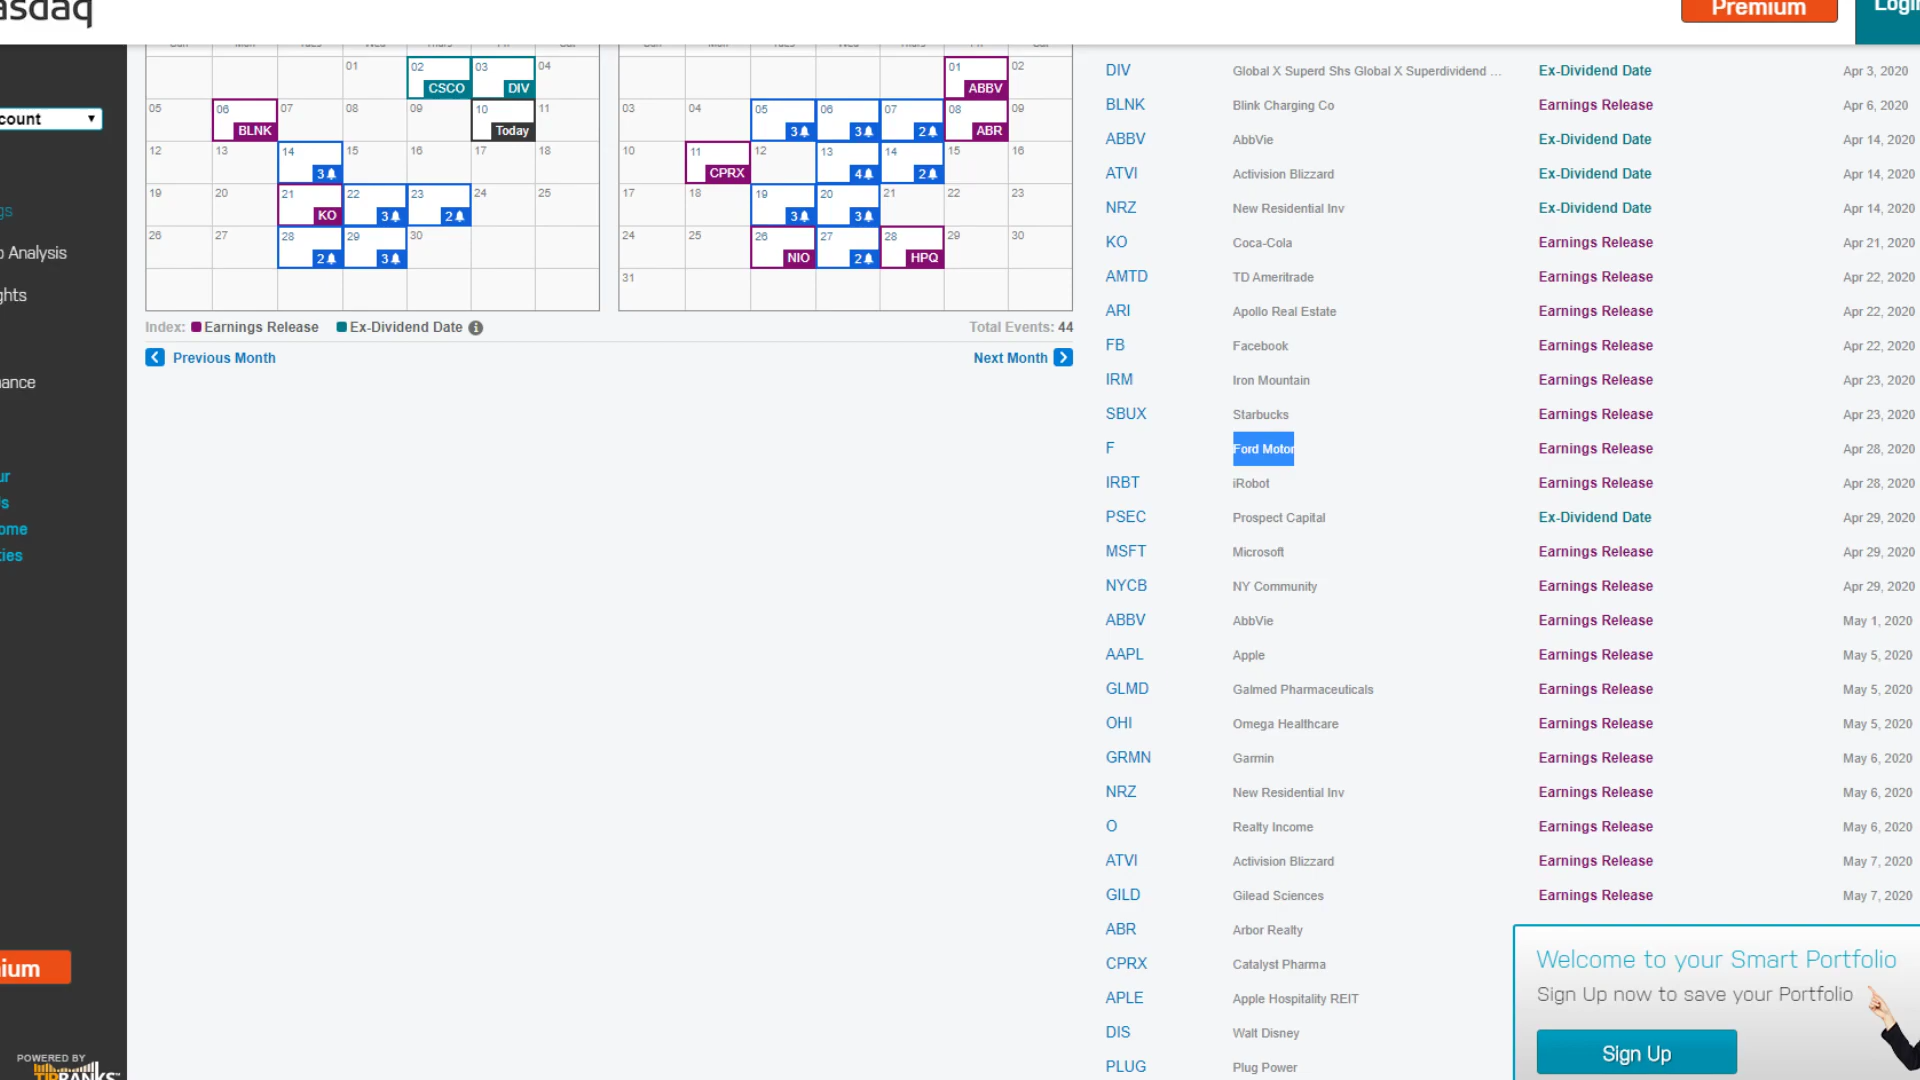 asdaq
Premium
Login
count
gs
o Analysis
ghts
ance
ur
s
ome
ties
ium
POWERED BY
TIPRANKS
01 02 CSCO 03 DIV 04
05 06 BLNK 07 08 09 10 Today 11
12 13 14 3 15 16 17 18
19 20 21 KO 22 3 23 2 24 25
26 27 28 2 29 3 30
01 ABBV 02
03 04 05 3 06 3 07 2 08 ABR 09
10 11 CPRX 12 13 4 14 2 15 16
17 18 19 3 20 3 21 22 23
24 25 26 NIO 27 2 28 HPQ 29 30
31
Index: Earnings Release Ex-Dividend Date
Total Events: 44
Previous Month
Next Month
DIV Global X Superd Shs Global X Superdividend ... Ex-Dividend Date Apr 3, 2020
BLNK Blink Charging Co Earnings Release Apr 6, 2020
ABBV AbbVie Ex-Dividend Date Apr 14, 2020
ATVI Activision Blizzard Ex-Dividend Date Apr 14, 2020
NRZ New Residential Inv Ex-Dividend Date Apr 14, 2020
KO Coca-Cola Earnings Release Apr 21, 2020
AMTD TD Ameritrade Earnings Release Apr 22, 2020
ARI Apollo Real Estate Earnings Release Apr 22, 2020
FB Facebook Earnings Release Apr 22, 2020
IRM Iron Mountain Earnings Release Apr 23, 2020
SBUX Starbucks Earnings Release Apr 23, 2020
F Ford Motor Earnings Release Apr 28, 2020
IRBT iRobot Earnings Release Apr 28, 2020
PSEC Prospect Capital Ex-Dividend Date Apr 29, 2020
MSFT Microsoft Earnings Release Apr 29, 2020
NYCB NY Community Earnings Release Apr 29, 2020
ABBV AbbVie Earnings Release May 1, 2020
AAPL Apple Earnings Release May 5, 2020
GLMD Galmed Pharmaceuticals Earnings Release May 5, 2020
OHI Omega Healthcare Earnings Release May 5, 2020
GRMN Garmin Earnings Release May 6, 2020
NRZ New Residential Inv Earnings Release May 6, 2020
O Realty Income Earnings Release May 6, 2020
ATVI Activision Blizzard Earnings Release May 7, 2020
GILD Gilead Sciences Earnings Release May 7, 2020
ABR Arbor Realty
CPRX Catalyst Pharma
APLE Apple Hospitality REIT
DIS Walt Disney
PLUG Plug Power
Welcome to your Smart Portfolio
Sign Up now to save your Portfolio
Sign Up